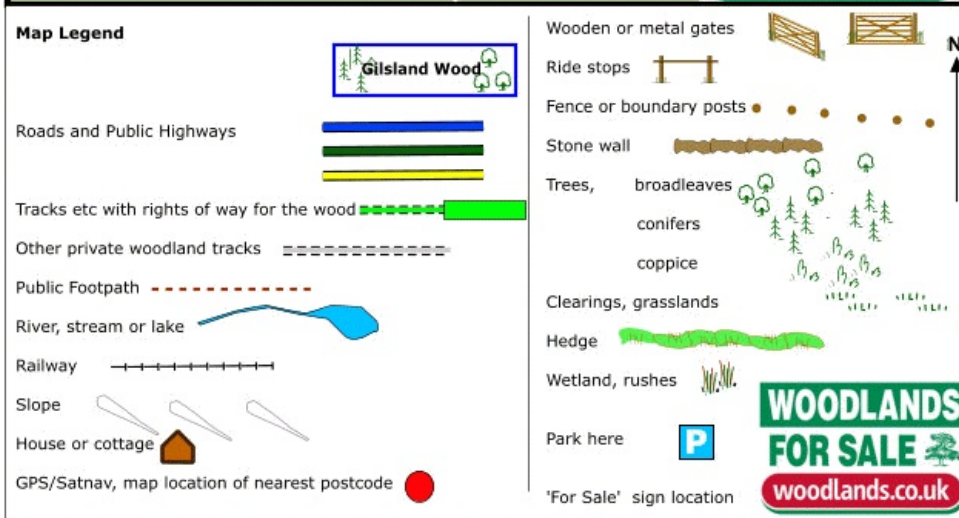 Map Legend
Gilsland Wood
Roads and Public Highways
Tracks etc with rights of way for the wood
Other private woodland tracks
Public Footpath
River, stream or lake
Railway
Slope
House or cottage
GPS/Satnav, map location of nearest postcode
Wooden or metal gates
N
Ride stops
Fence or boundary posts
Stone wall
Trees, broadleaves
conifers
coppice
Clearings, grasslands
Hedge
Wetland, rushes
Park here
P
'For Sale' sign location
WOODLANDS
FOR SALE
woodlands.co.uk